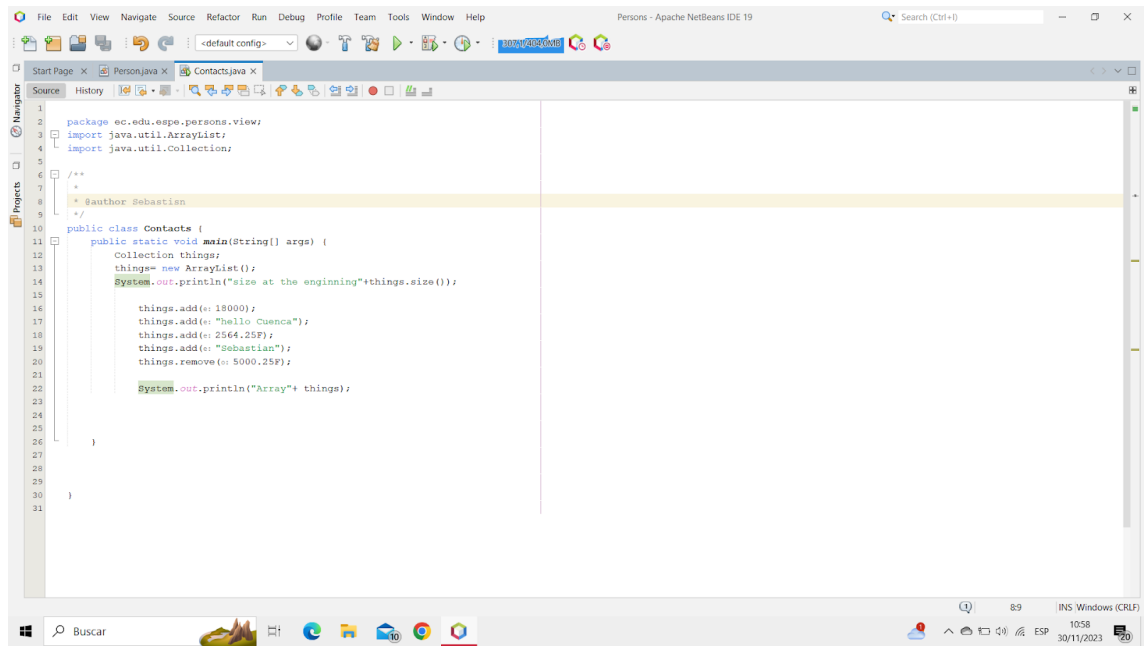 File Edit View Navigate Source Refactor Run Debug Profile Team Tools Window Help Persons - Apache NetBeans IDE 19 Search (Ctrl+I)
<default config> 307,1/404,0MB
Start Page Person.java Contacts.java
Source History
Navigator
Projects
1
2 package ec.edu.espe.persons.view;
3 import java.util.ArrayList;
4 import java.util.Collection;
5
6 /**
7 *
8 * @author Sebastisn
9 */
10 public class Contacts {
11 public static void main(String[] args) {
12 Collection things;
13 things= new ArrayList();
14 System.out.println("size at the enginning"+things.size());
15
16 things.add(e: 18000);
17 things.add(e: "hello Cuenca");
18 things.add(e: 2564.25F);
19 things.add(e: "Sebastian");
20 things.remove(o: 5000.25F);
21
22 System.out.println("Array"+ things);
23
24
25
26 }
27
28
29
30 }
31
1 8:9 INS Windows (CRLF)
Buscar 10 ESP 10:58
30/11/2023 20